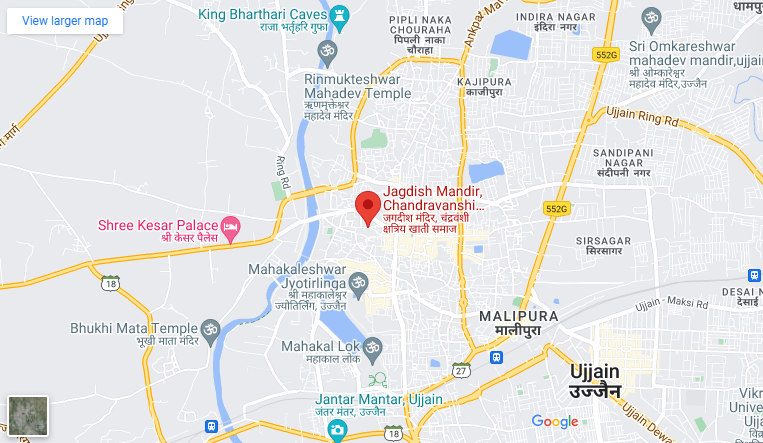 View larger map
King Bharthari Caves
राजा भर्तृहरि गुफा
PIPLI NAKA
CHOURAHA
पिपली नाका
चौराहा
INDIRA NAGAR
इंदिरा नगर
धामपु
Ankpat Mar
Sri Omkareshwar
mahadev mandir,ujjain
श्री ओम्कारेश्वर
महादेव मंदिर,उज्जैन
552G
Rinmukteshwar
Mahadev Temple
ऋणमुक्तेश्वर
महादेव मंदिर
KAJIPURA
काजीपुरा
Ujjain Ring Rd
मार्ग
Ring Rd
SANDIPANI
NAGAR
संदीपनी नगर
Jagdish Mandir,
Chandravanshi...
जगदीश मंदिर, चंद्रवंशी
क्षत्रिय खाती समाज
552G
Shree Kesar Palace
श्री केसर पैलेस
SIRSAGAR
सिरसागर
Mahakaleshwar
Jyotirlinga
श्री महाकालेश्वर
ज्योतिर्लिंग, उज्जैन
18
DESAI N
देसाई
Ujjain - Maksi Rd
MALIPURA
मालीपुरा
Bhukhi Mata Temple
भूखी माता मंदिर
Mahakal Lok
महाकाल लोक
27
Ujjain
उज्जैन
Jantar Mantar, Ujjain
जंतर मंतर, उज्जैन
Vikr
Univ
Ujjain Dewa
Google
18